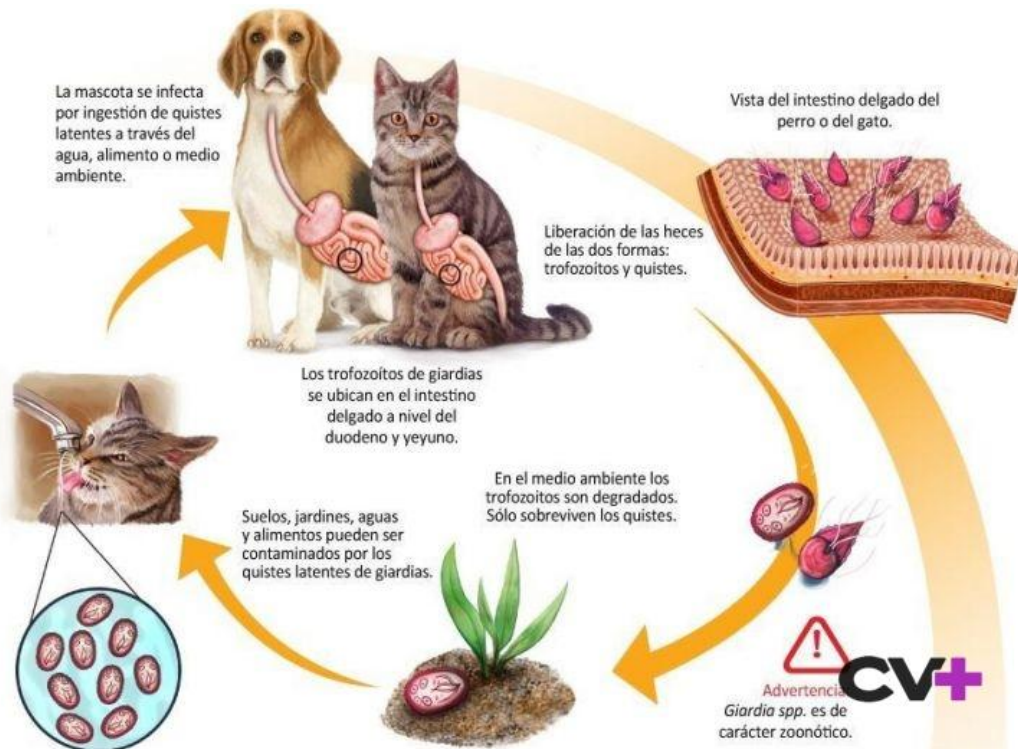 La mascota se infecta
por ingestión de quistes
latentes a través del
agua, alimento o medio
ambiente.
Vista del intestino delgado del
perro o del gato.
Liberación de las heces
de las dos formas:
trofozoitos y quistes.
Los trofozoítos de giardias
se ubican en el intestino
delgado a nivel del
duodeno y yeyuno.
En el medio ambiente los
trofozoitos son degradados.
Sólo sobreviven los quistes.
Suelos, jardines, aguas
y alimentos pueden ser
contaminados por los
quistes latentes de giardias.
Advertencia
Giardia spp. es de
carácter zoonótico.
CV+